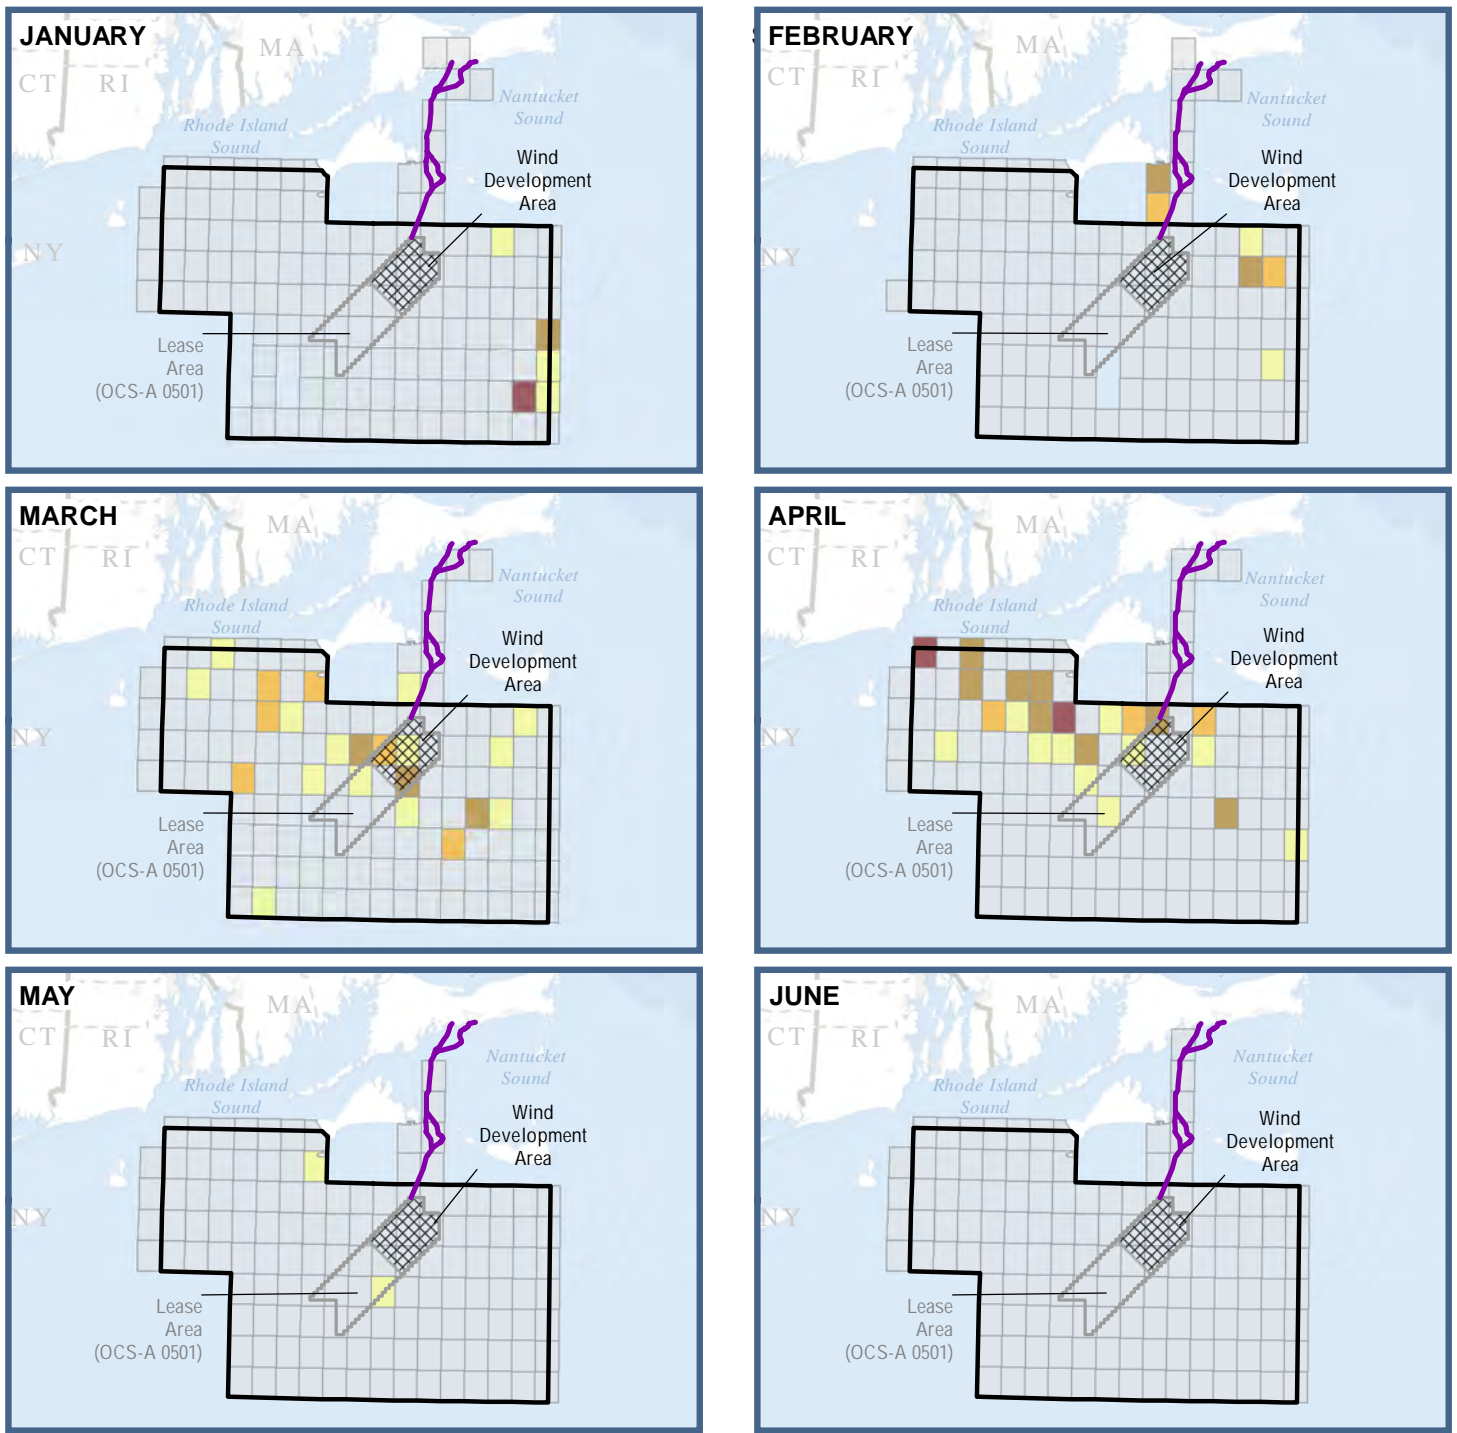 JANUARY
MA
CT
RI
Nantucket
Sound
Rhode Island
Sound
Wind
Development
Area
NY
Lease
Area
(OCS-A 0501)
FEBRUARY
MA
CT
RI
Nantucket
Sound
Rhode Island
Sound
Wind
Development
Area
NY
Lease
Area
(OCS-A 0501)
MARCH
MA
CT
RI
Nantucket
Sound
Rhode Island
Sound
Wind
Development
Area
NY
Lease
Area
(OCS-A 0501)
APRIL
MA
CT
RI
Nantucket
Sound
Rhode Island
Sound
Wind
Development
Area
NY
Lease
Area
(OCS-A 0501)
MAY
MA
CT
RI
Nantucket
Sound
Rhode Island
Sound
Wind
Development
Area
NY
Lease
Area
(OCS-A 0501)
JUNE
MA
CT
RI
Nantucket
Sound
Rhode Island
Sound
Wind
Development
Area
NY
Lease
Area
(OCS-A 0501)